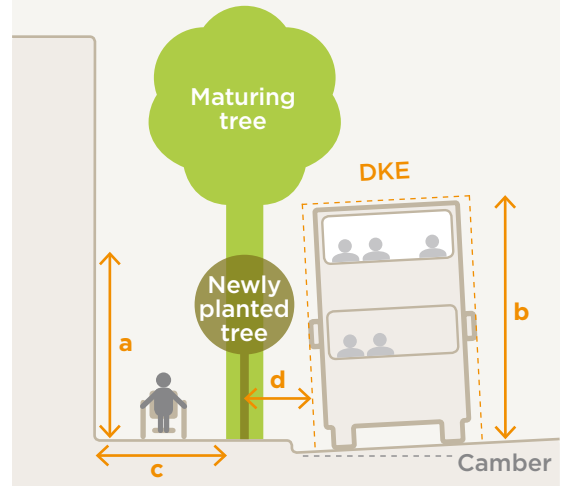 Maturing
tree
DKE
Newly
planted
tree
a
b
d
c
Camber